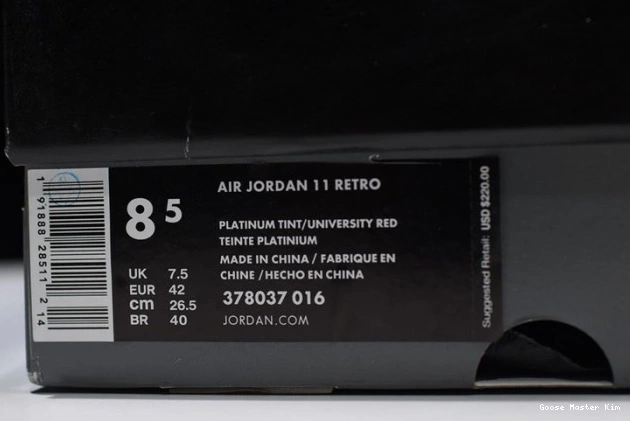 AIR JORDAN 11 RETRO
8 5
PLATINUM TINT/UNIVERSITY RED
TEINTE PLATINIUM
MADE IN CHINA / FABRIQUE EN
CHINE /HECHO EN CHINA
UK 7.5
EUR 42
cm 26.5
BR 40
378037 016
JORDAN.COM
Suggested Retail: USD $220.00
1 91888 28511 2 14
Goose Master Kim